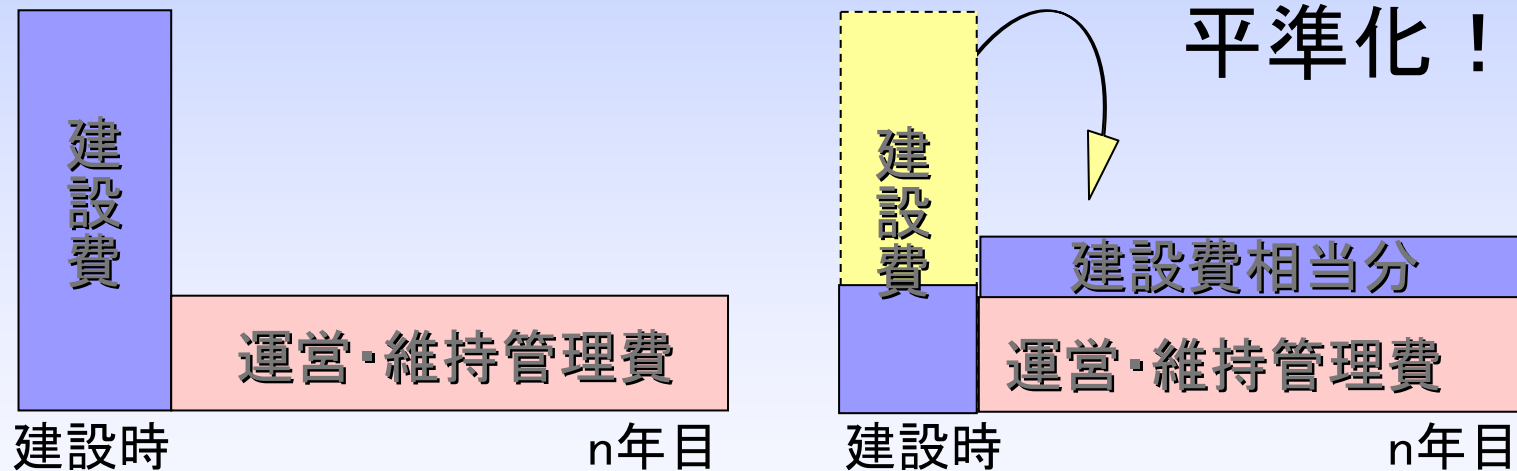 建設費
運営・維持管理費
建設時
n年目
平準化！
建設費
建設費相当分
運営・維持管理費
建設時
n年目